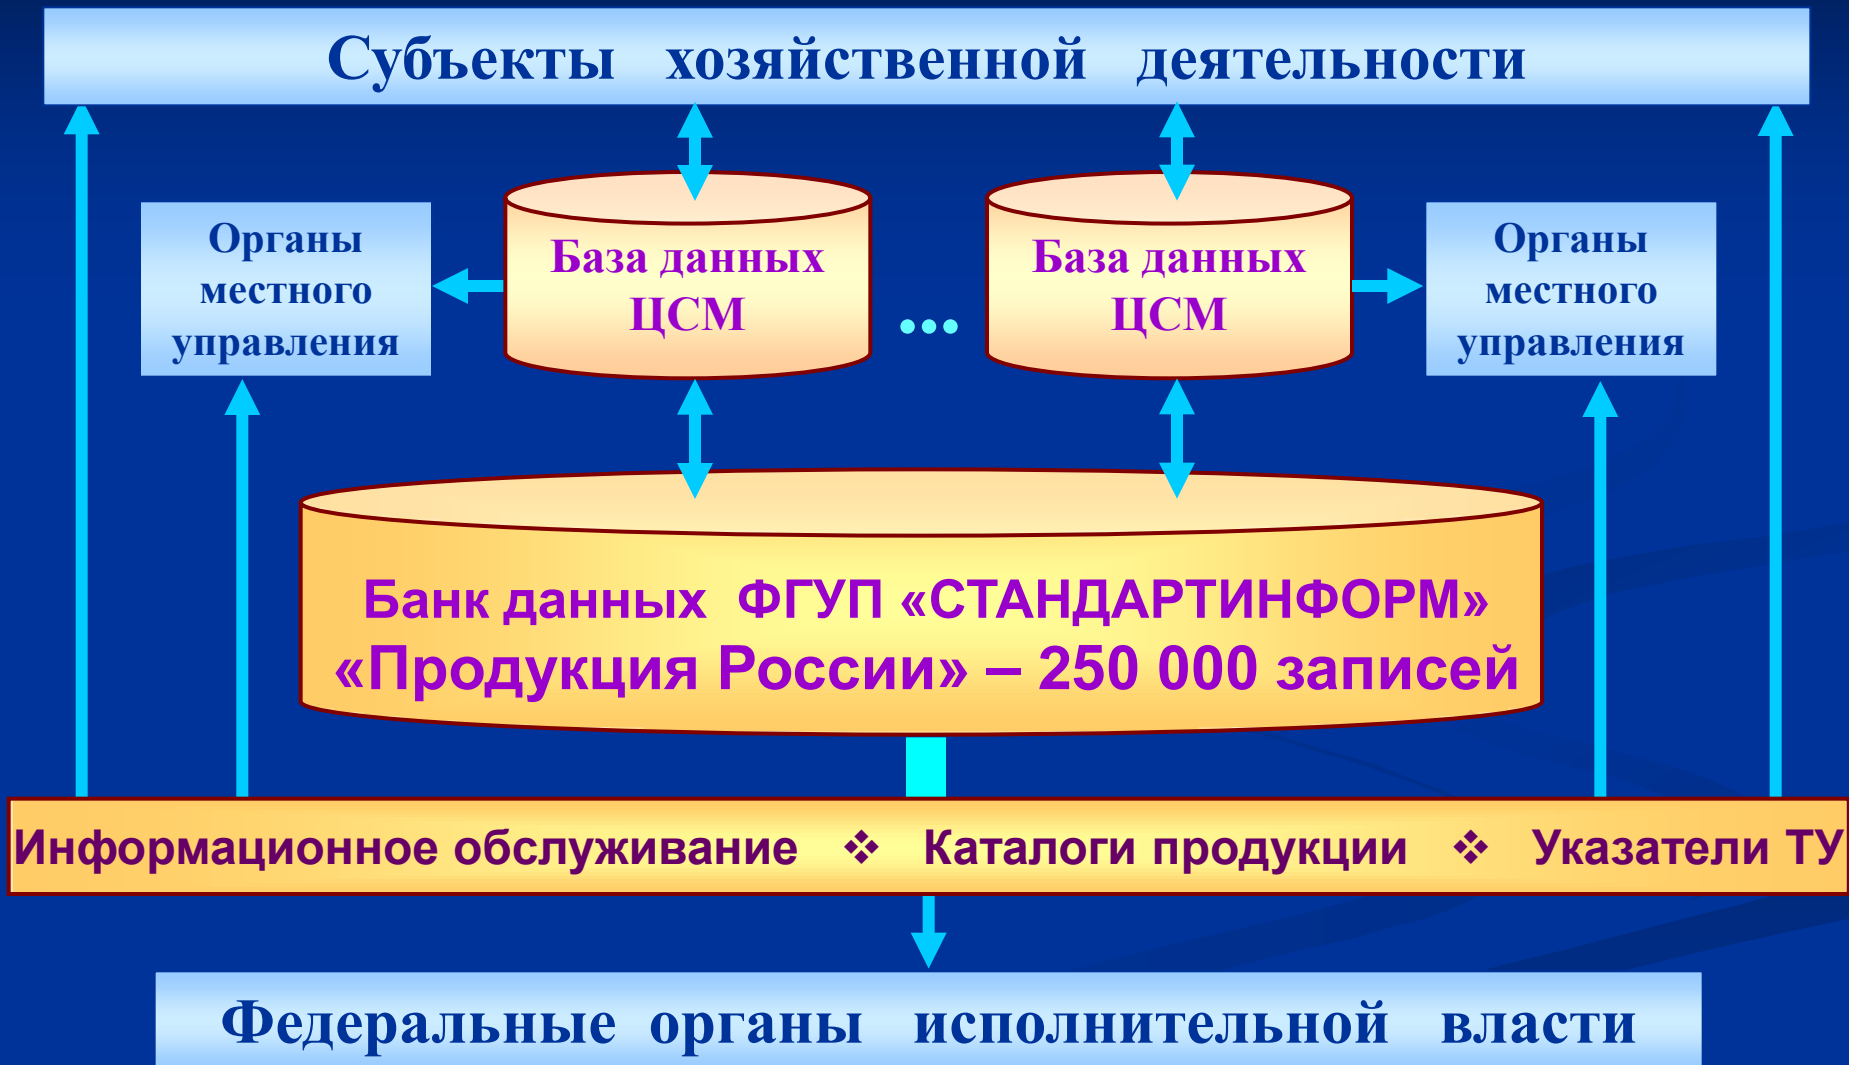 Субъекты хозяйственной деятельности
Органы
местного
управления
База данных
ЦСМ
...
База данных
ЦСМ
Органы
местного
управления
Банк данных ФГУП «СТАНДАРТИНФОРМ»
«Продукция России» – 250 000 записей
Информационное обслуживание ❖ Каталоги продукции ❖ Указатели ТУ
Федеральные органы исполнительной власти